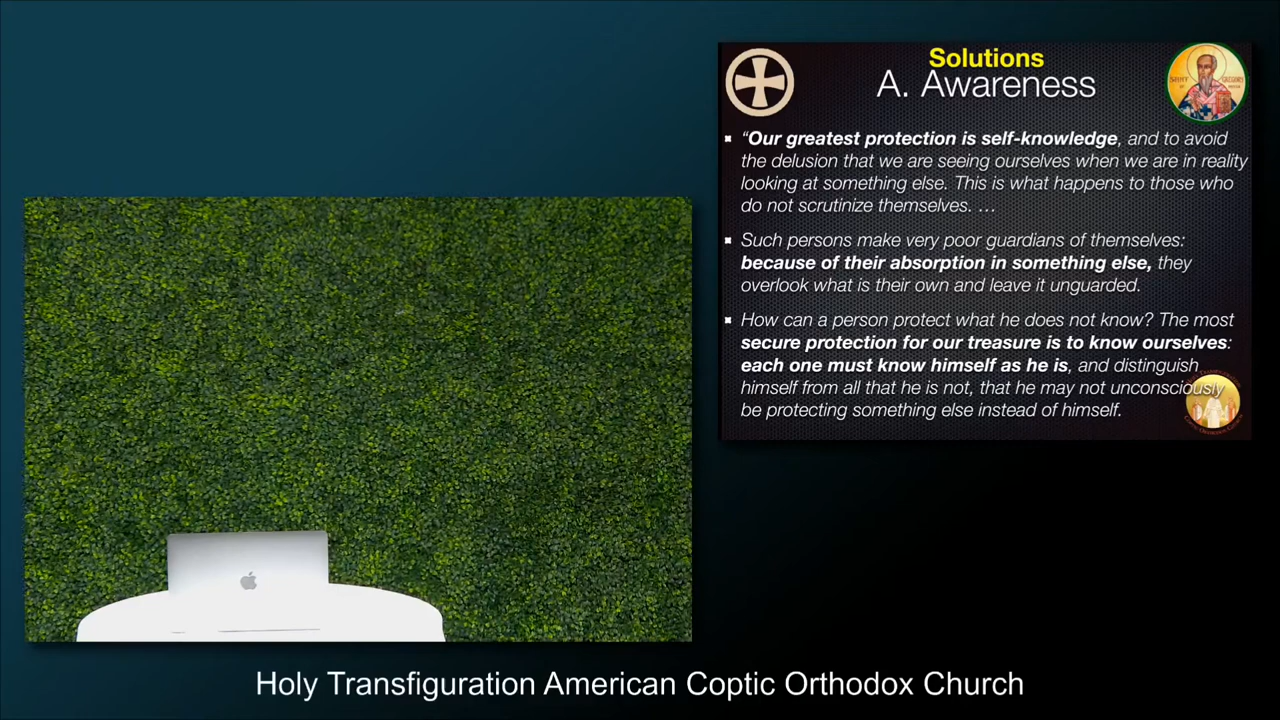 Solutions
A. Awareness
SAINT GREGORY
“Our greatest protection is self-knowledge, and to avoid
the delusion that we are seeing ourselves when we are in reality
looking at something else. This is what happens to those who
do not scrutinize themselves. …
Such persons make very poor guardians of themselves:
because of their absorption in something else, they
overlook what is their own and leave it unguarded.
How can a person protect what he does not know? The most
secure protection for our treasure is to know ourselves:
each one must know himself as he is, and distinguish
himself from all that he is not, that he may not unconsciously
be protecting something else instead of himself.
Holy Transfiguration American Coptic Orthodox Church